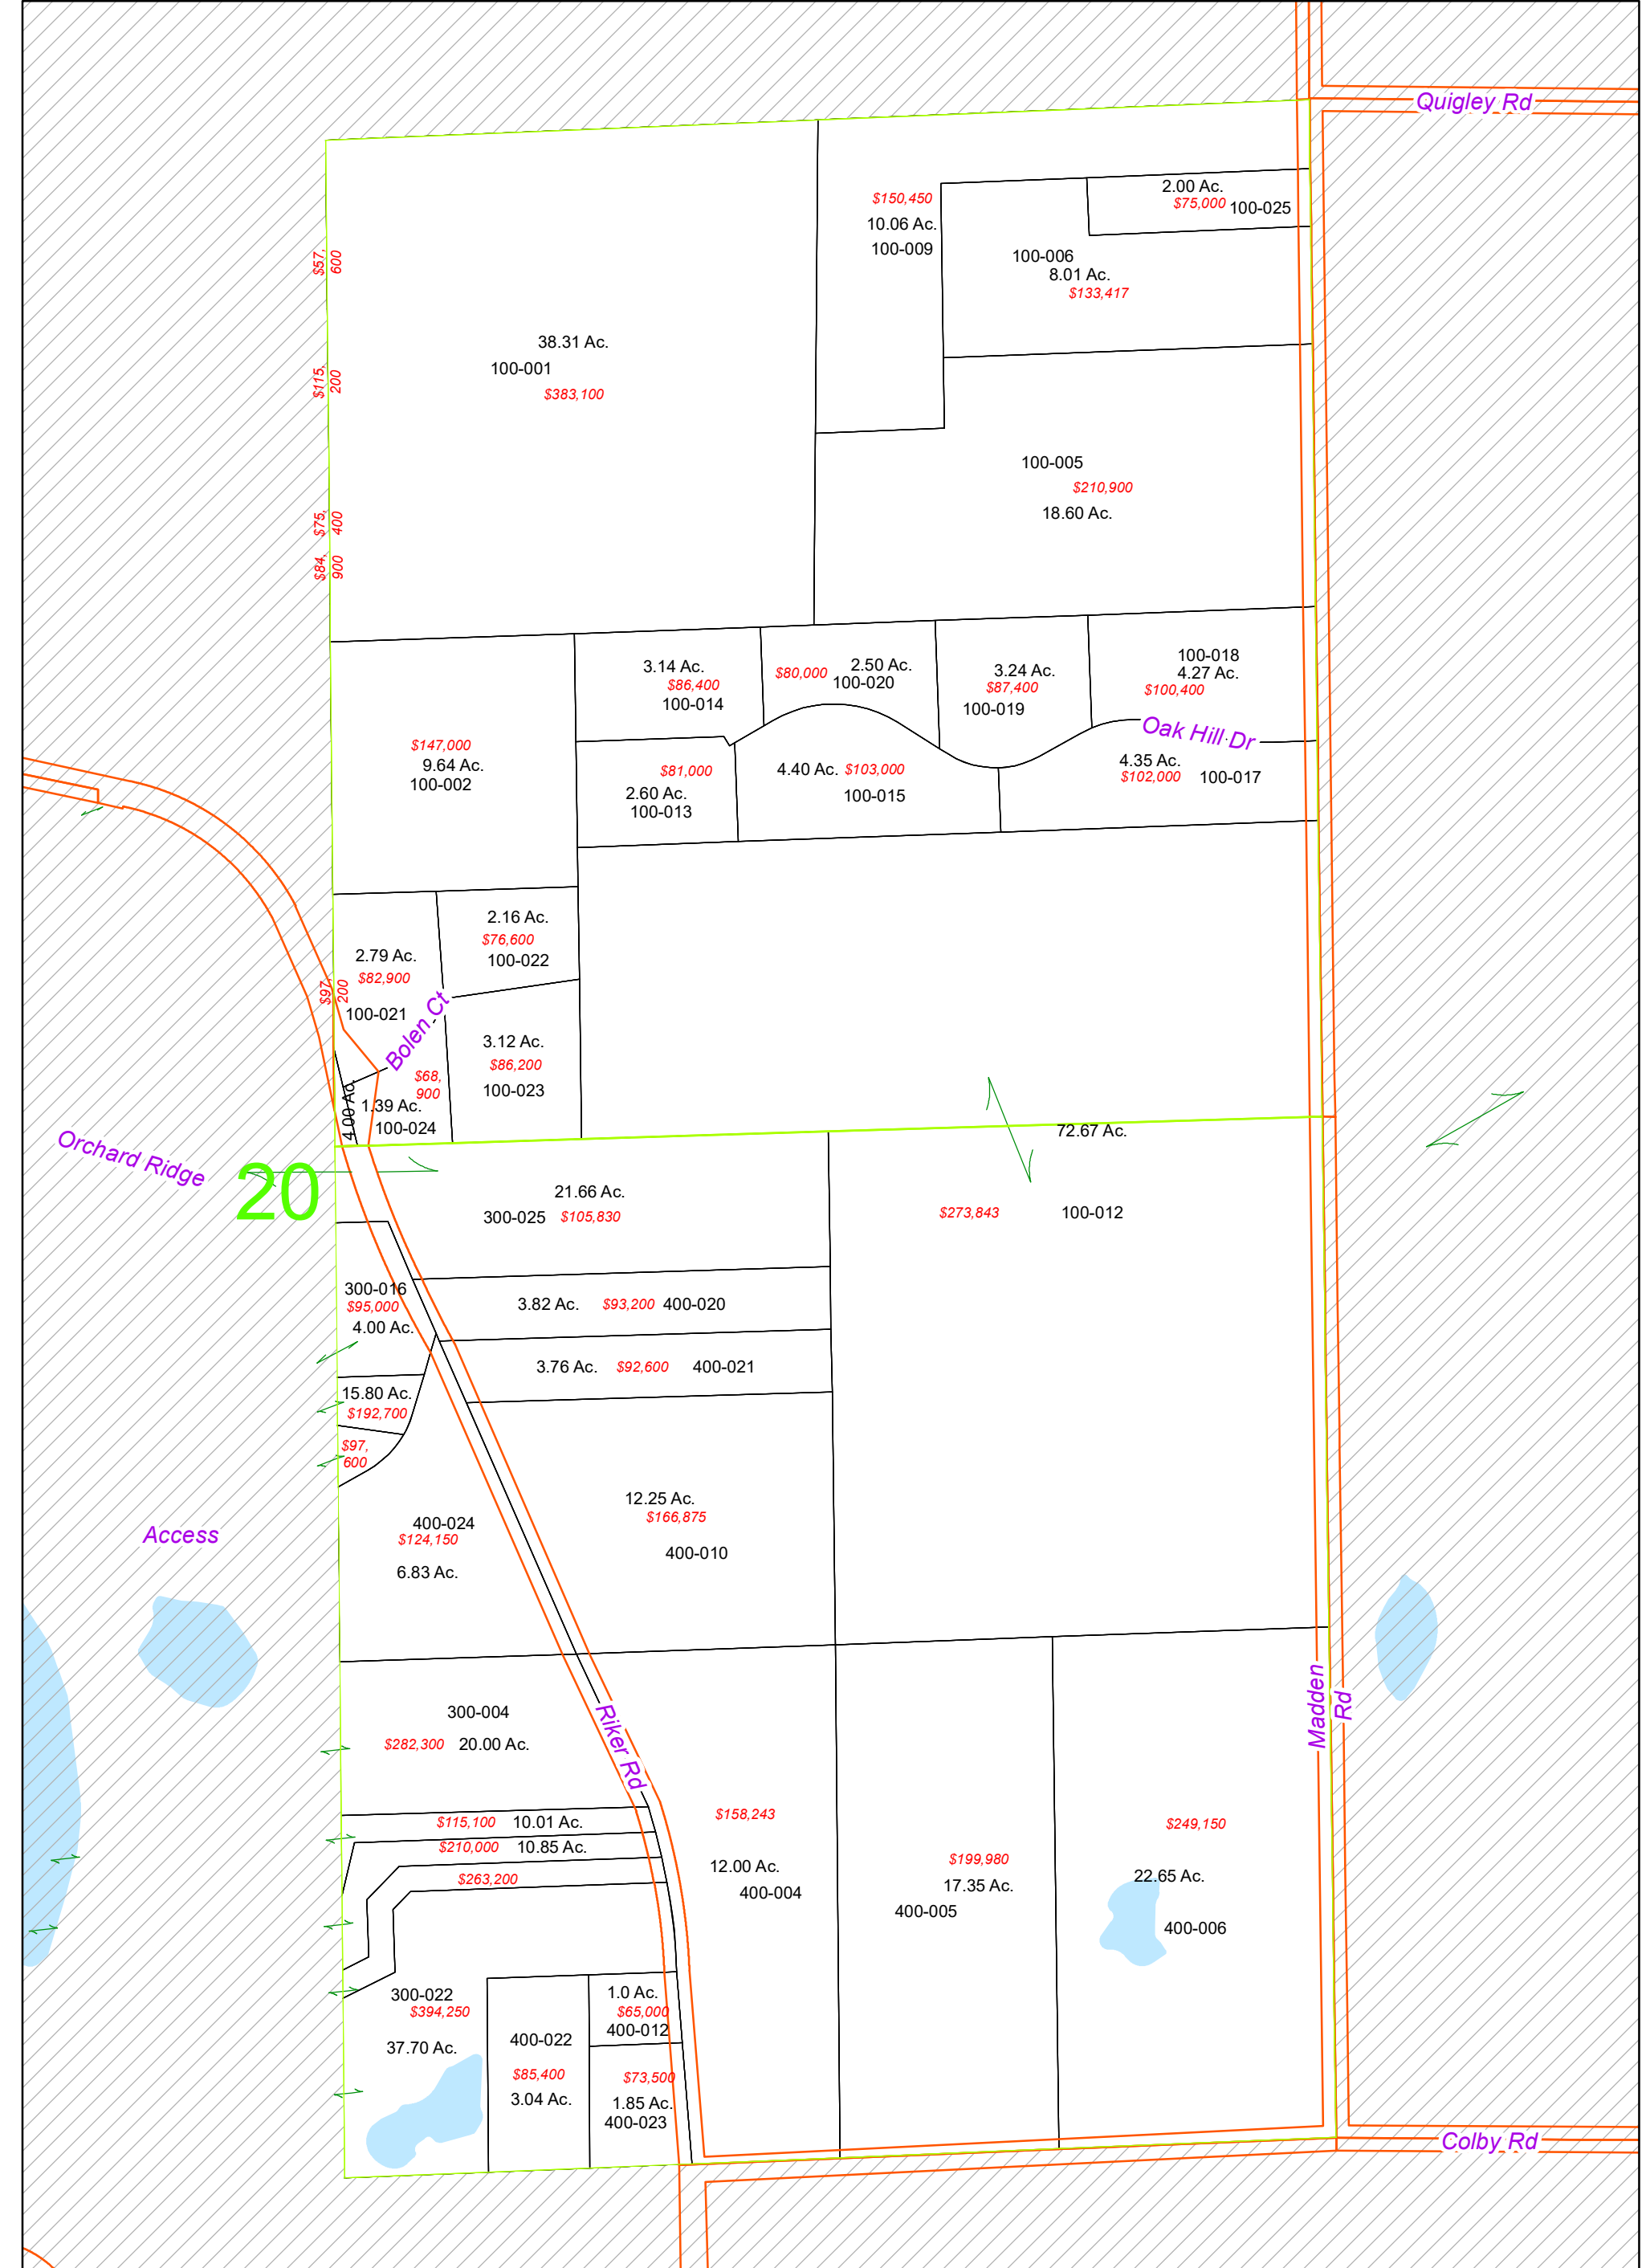 Quigley Rd
2.00 Ac.
$75,000 100-025
$150,450
10.06 Ac.
100-009
100-006
8.01 Ac.
$133,417
$57,
600
38.31 Ac.
100-001
$383,100
$115,
200
100-005
$210,900
18.60 Ac.
$75,
400
$84,
900
3.14 Ac.
$86,400
100-014
$80,000 2.50 Ac.
100-020
3.24 Ac.
$87,400
100-019
100-018
4.27 Ac.
$100,400
Oak Hill Dr
$147,000
9.64 Ac.
100-002
$81,000
2.60 Ac.
100-013
4.40 Ac. $103,000
100-015
4.35 Ac.
$102,000 100-017
2.79 Ac.
$82,900
100-021
$97,
200
2.16 Ac.
$76,600
100-022
Bolen Ct
3.12 Ac.
$86,200
100-023
$68,
900
1.39 Ac.
100-024
4.00 Ac.
72.67 Ac.
$273,843 100-012
Orchard Ridge
20
21.66 Ac.
300-025 $105,830
300-016
$95,000
4.00 Ac.
3.82 Ac. $93,200 400-020
3.76 Ac. $92,600 400-021
15.80 Ac.
$192,700
$97,
600
12.25 Ac.
$166,875
400-010
400-024
$124,150
6.83 Ac.
Access
300-004
$282,300 20.00 Ac.
Riker Rd
Madden
Rd
$115,100 10.01 Ac.
$210,000 10.85 Ac.
$263,200
$158,243
12.00 Ac.
400-004
$199,980
17.35 Ac.
400-005
$249,150
22.65 Ac.
400-006
300-022
$394,250
37.70 Ac.
400-022
$85,400
3.04 Ac.
1.0 Ac.
$65,000
400-012
$73,500
1.85 Ac.
400-023
Colby Rd